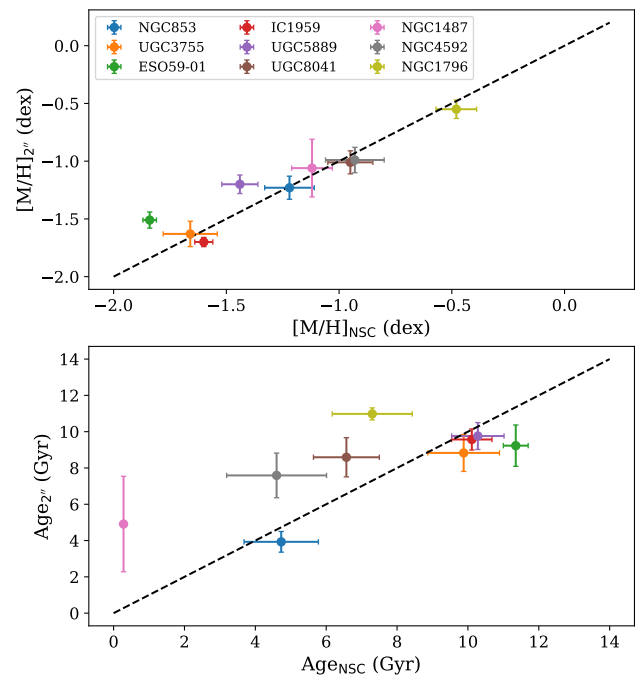 NGC853 IC1959 NGC1487
UGC3755 UGC5889 NGC4592
ESO59-01 UGC8041 NGC1796
0.0
−0.5
−1.0
−1.5
−2.0
[M/H]2″ (dex)
−2.0 −1.5 −1.0 −0.5 0.0
[M/H]NSC (dex)
14
12
10
8
6
4
2
0
Age2″ (Gyr)
0 2 4 6 8 10 12 14
AgeNSC (Gyr)